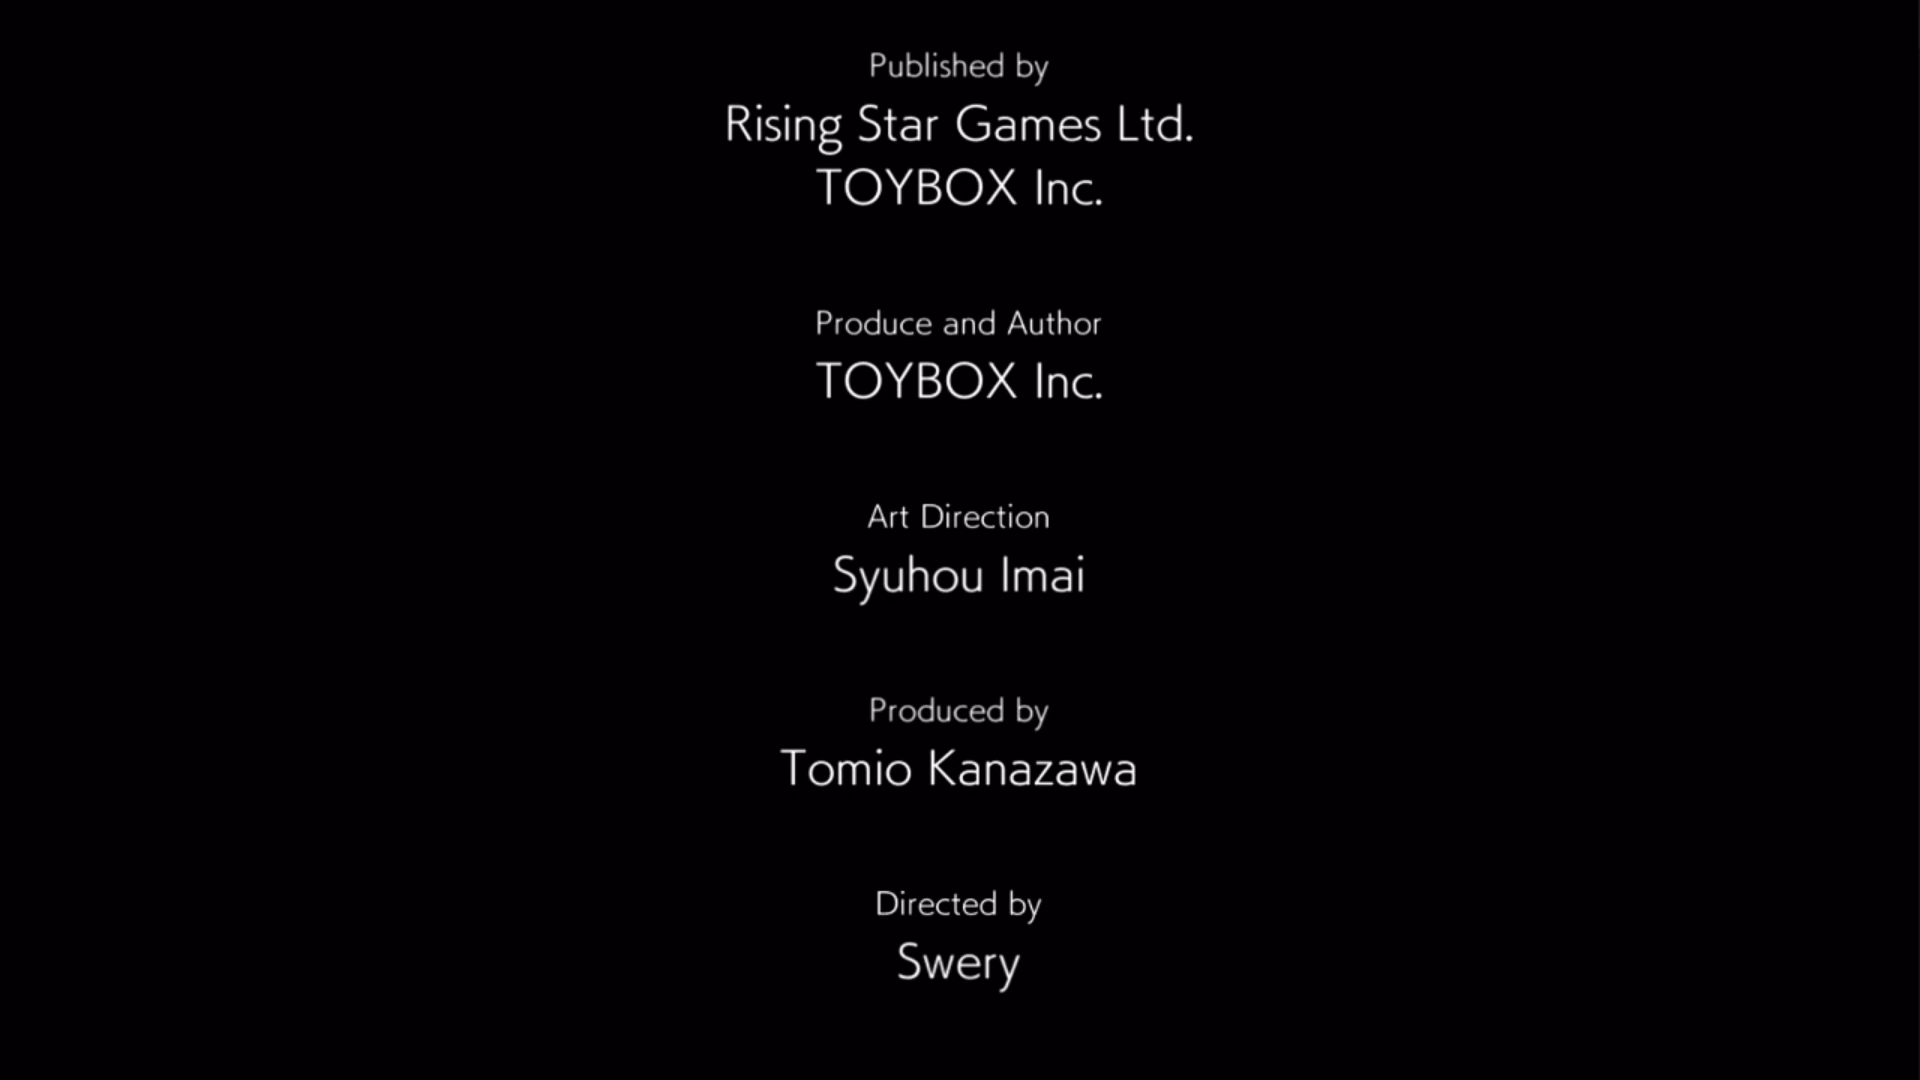 Published by
Rising Star Games Ltd.
TOYBOX Inc.
Produce and Author
TOYBOX Inc.
Art Direction
Syuhou Imai
Produced by
Tomio Kanazawa
Directed by
Swery